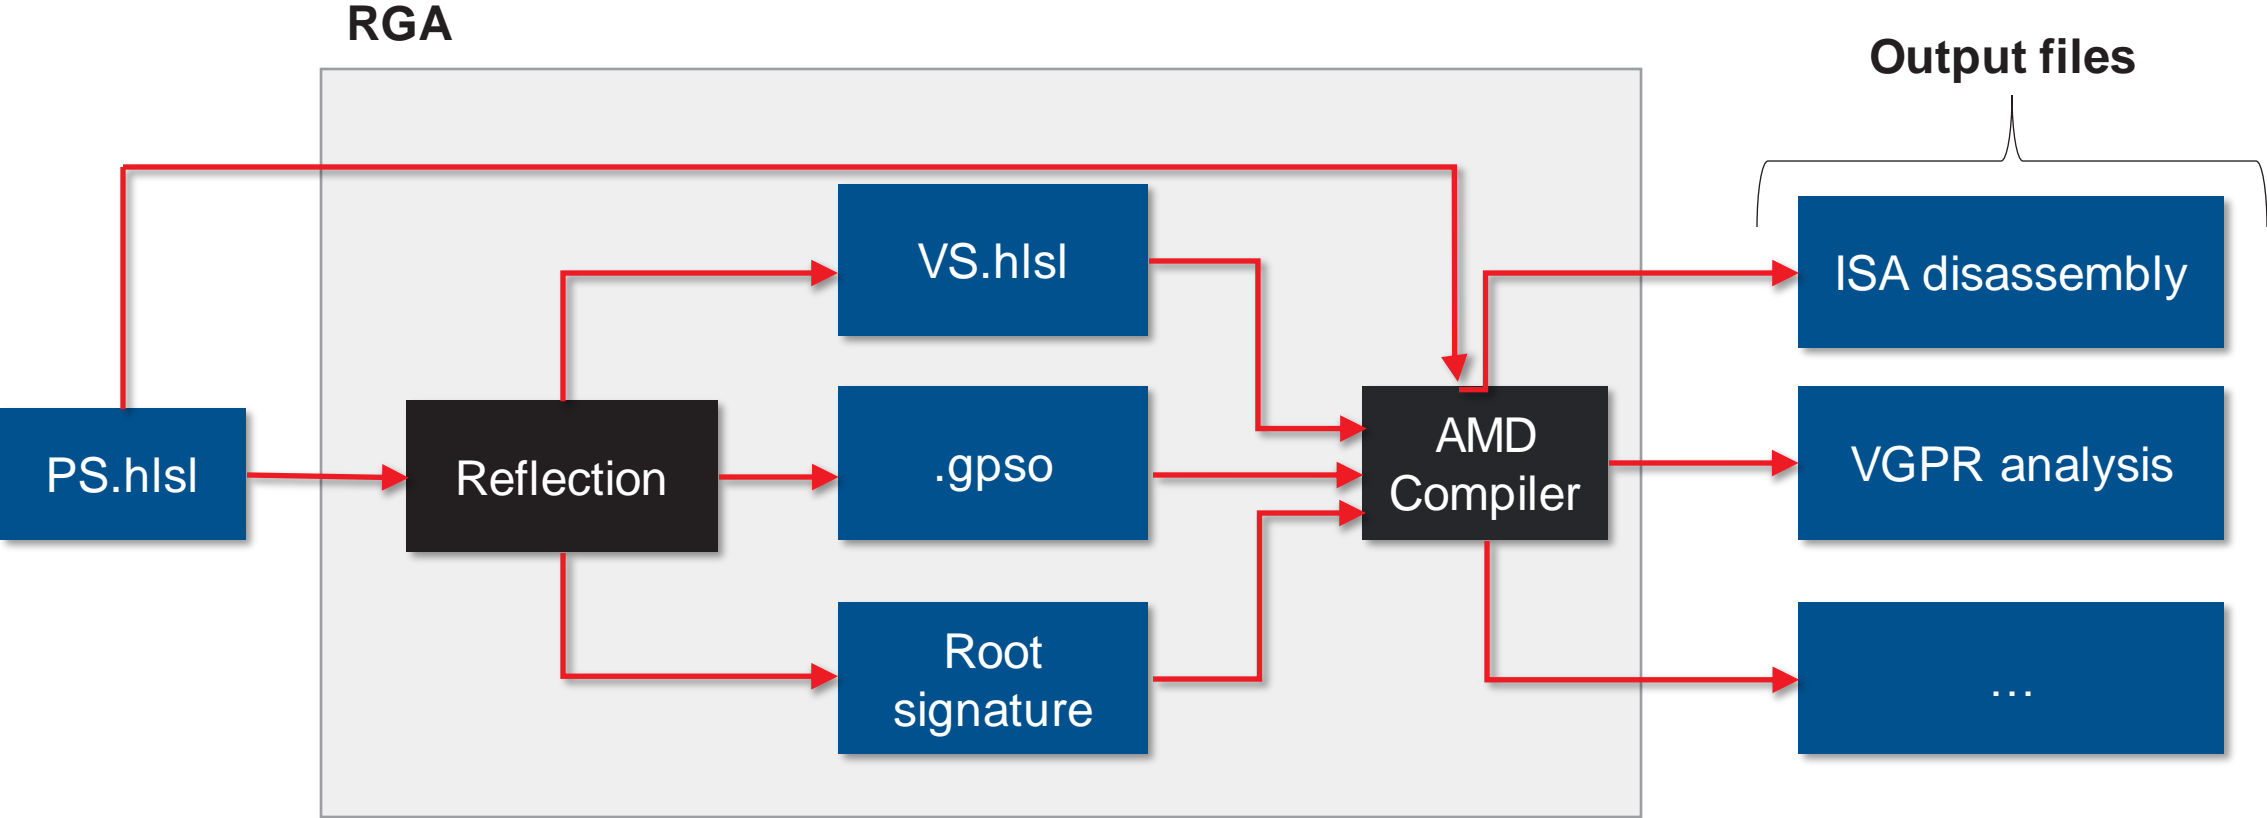 RGA
Output files
VS.hlsl
ISA disassembly
PS.hlsl
Reflection
.gpso
AMD
Compiler
VGPR analysis
Root
signature
...